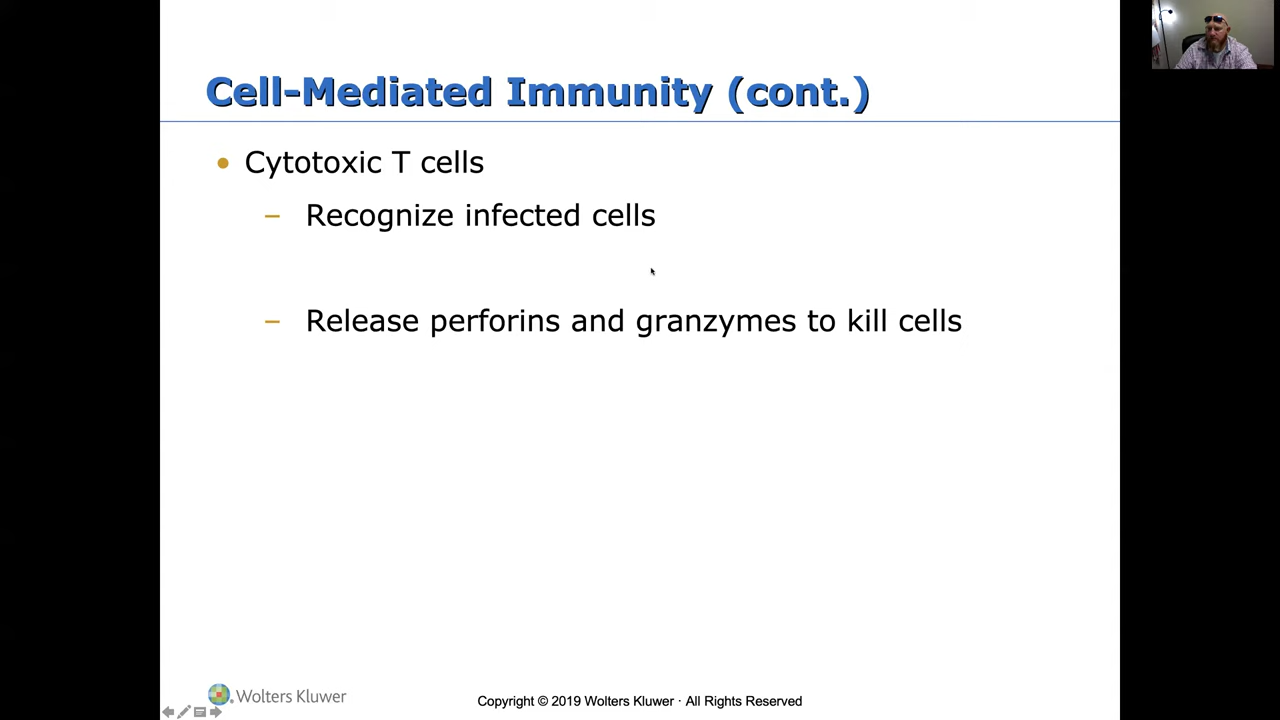 Cell-Mediated Immunity (cont.)
• Cytotoxic T cells
– Recognize infected cells
– Release perforins and granzymes to kill cells
Wolters Kluwer
Copyright © 2019 Wolters Kluwer · All Rights Reserved